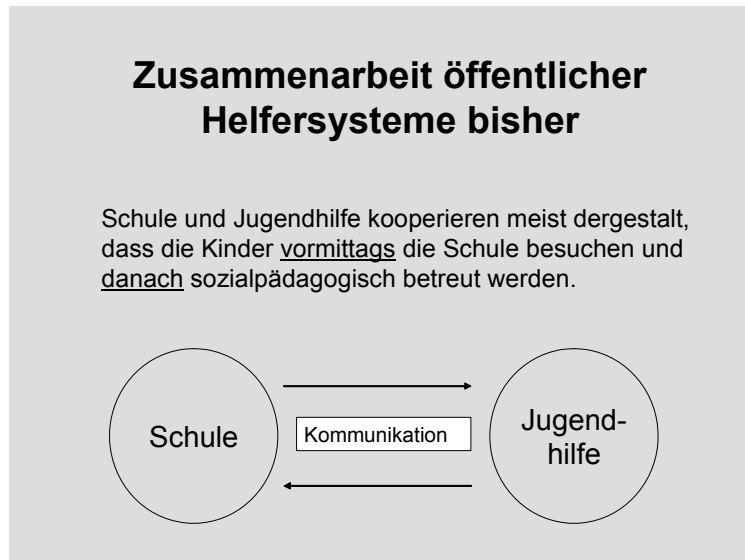 Zusammenarbeit öffentlicher
Helfersysteme bisher
Schule und Jugendhilfe kooperieren meist dergestalt,
dass die Kinder vormittags die Schule besuchen und
danach sozialpädagogisch betreut werden.
Schule
Kommunikation
Jugend-
hilfe